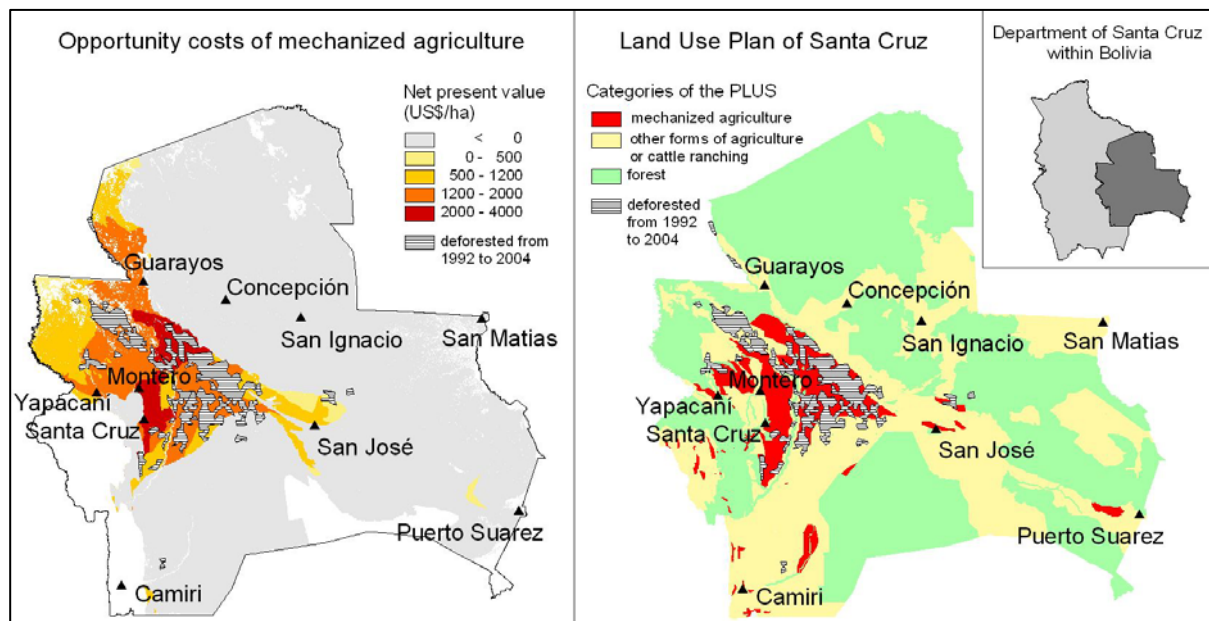 Opportunity costs of mechanized agriculture
Net present value
(US$/ha)
< 0
0 - 500
500 - 1200
1200 - 2000
2000 - 4000
deforested from
1992 to 2004
Guarayos
Concepción
San Ignacio
San Matias
Montero
Yapacaní
Santa Cruz
San José
Puerto Suarez
Camiri
Land Use Plan of Santa Cruz
Categories of the PLUS
mechanized agriculture
other forms of agriculture
or cattle ranching
forest
deforested
from 1992
to 2004
Guarayos
Concepción
San Ignacio
San Matias
Montero
Yapacaní
Santa Cruz
San José
Puerto Suarez
Camiri
Department of Santa Cruz
within Bolivia